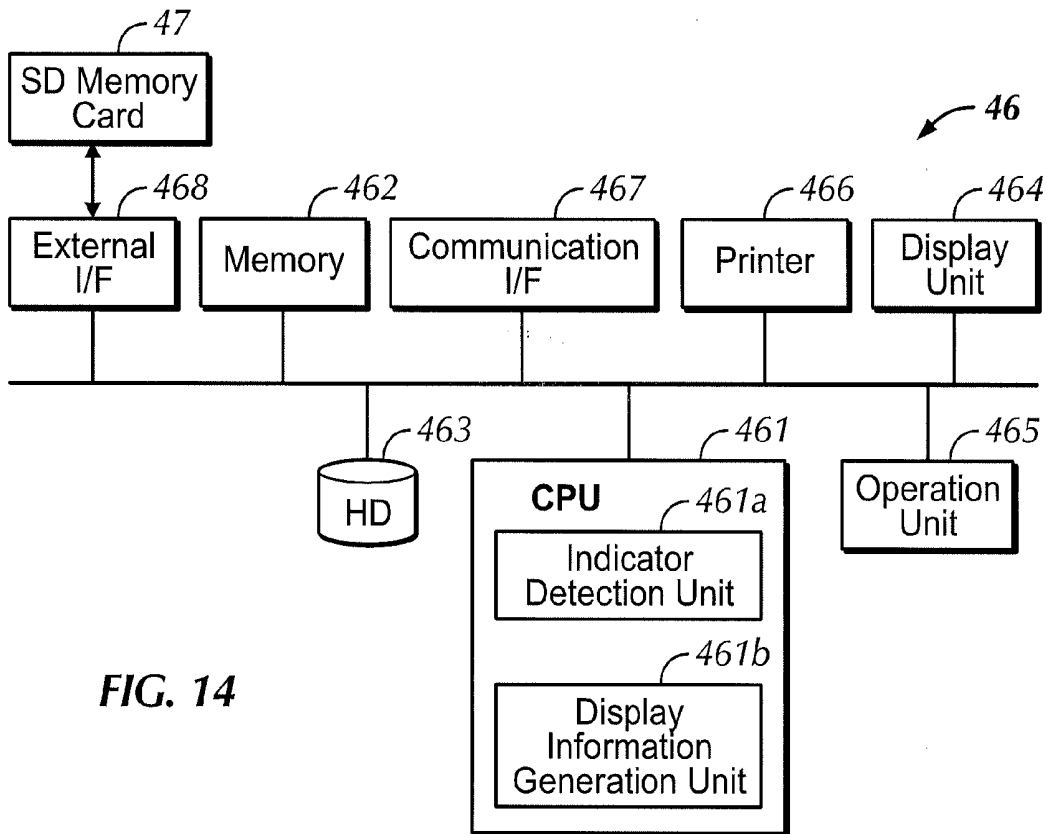 47
SD Memory
Card
46
468
External
I/F
462
Memory
467
Communication
I/F
466
Printer
464
Display
Unit
463
HD
461
CPU
461a
Indicator
Detection Unit
461b
Display
Information
Generation Unit
465
Operation
Unit
FIG. 14